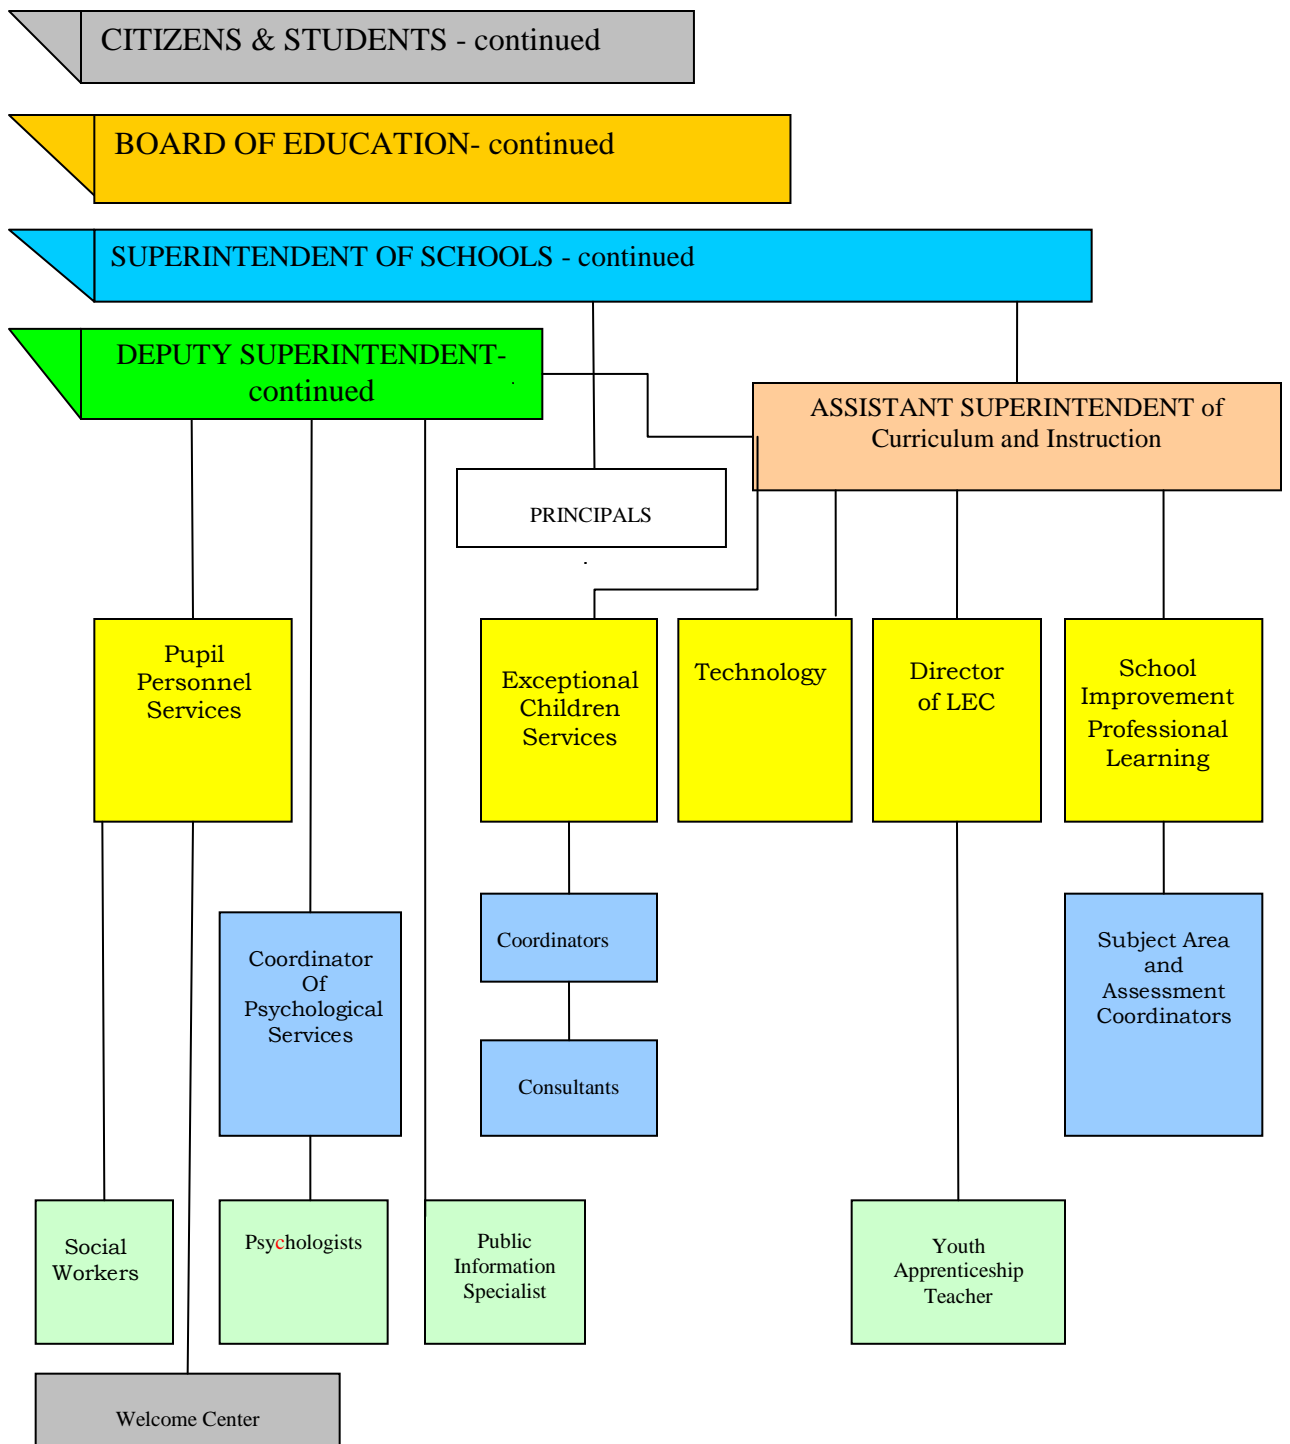 CITIZENS & STUDENTS - continued
BOARD OF EDUCATION- continued
SUPERINTENDENT OF SCHOOLS - continued
DEPUTY SUPERINTENDENT-
continued
ASSISTANT SUPERINTENDENT of
Curriculum and Instruction
PRINCIPALS
Pupil
Personnel
Services
Exceptional
Children
Services
Technology
Director
of LEC
School
Improvement
Professional
Learning
Coordinator
Of
Psychological
Services
Coordinators
Subject Area
and
Assessment
Coordinators
Consultants
Social
Workers
Psychologists
Public
Information
Specialist
Youth
Apprenticeship
Teacher
Welcome Center